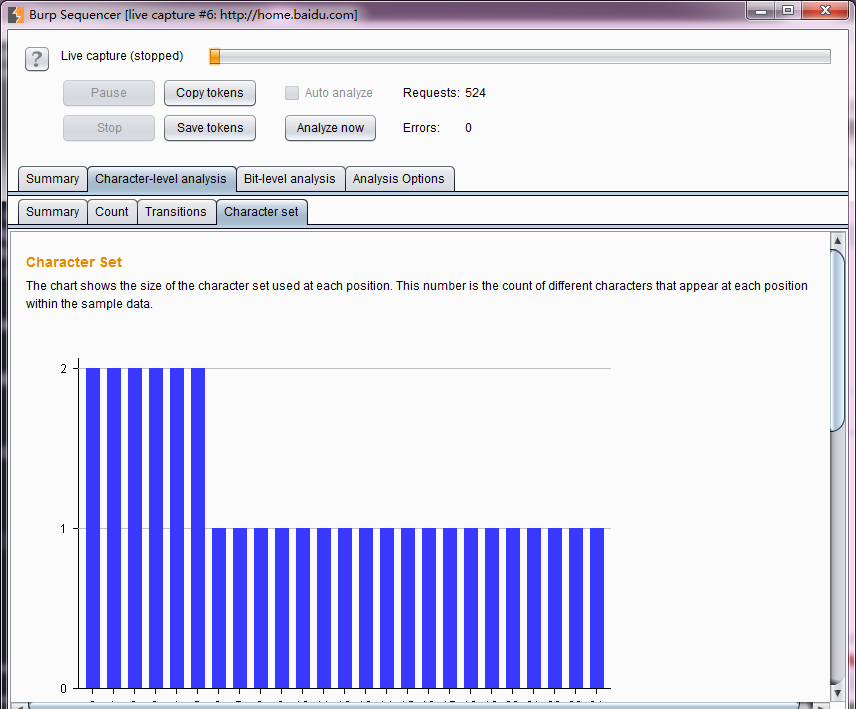 Burp Sequencer [live capture #6: http://home.baidu.com]
? Live capture (stopped)
Pause Copy tokens Auto analyze Requests: 524
Stop Save tokens Analyze now Errors: 0
Summary Character-level analysis Bit-level analysis Analysis Options
Summary Count Transitions Character set
Character Set
The chart shows the size of the character set used at each position. This number is the count of different characters that appear at each position
within the sample data.
2
1
0